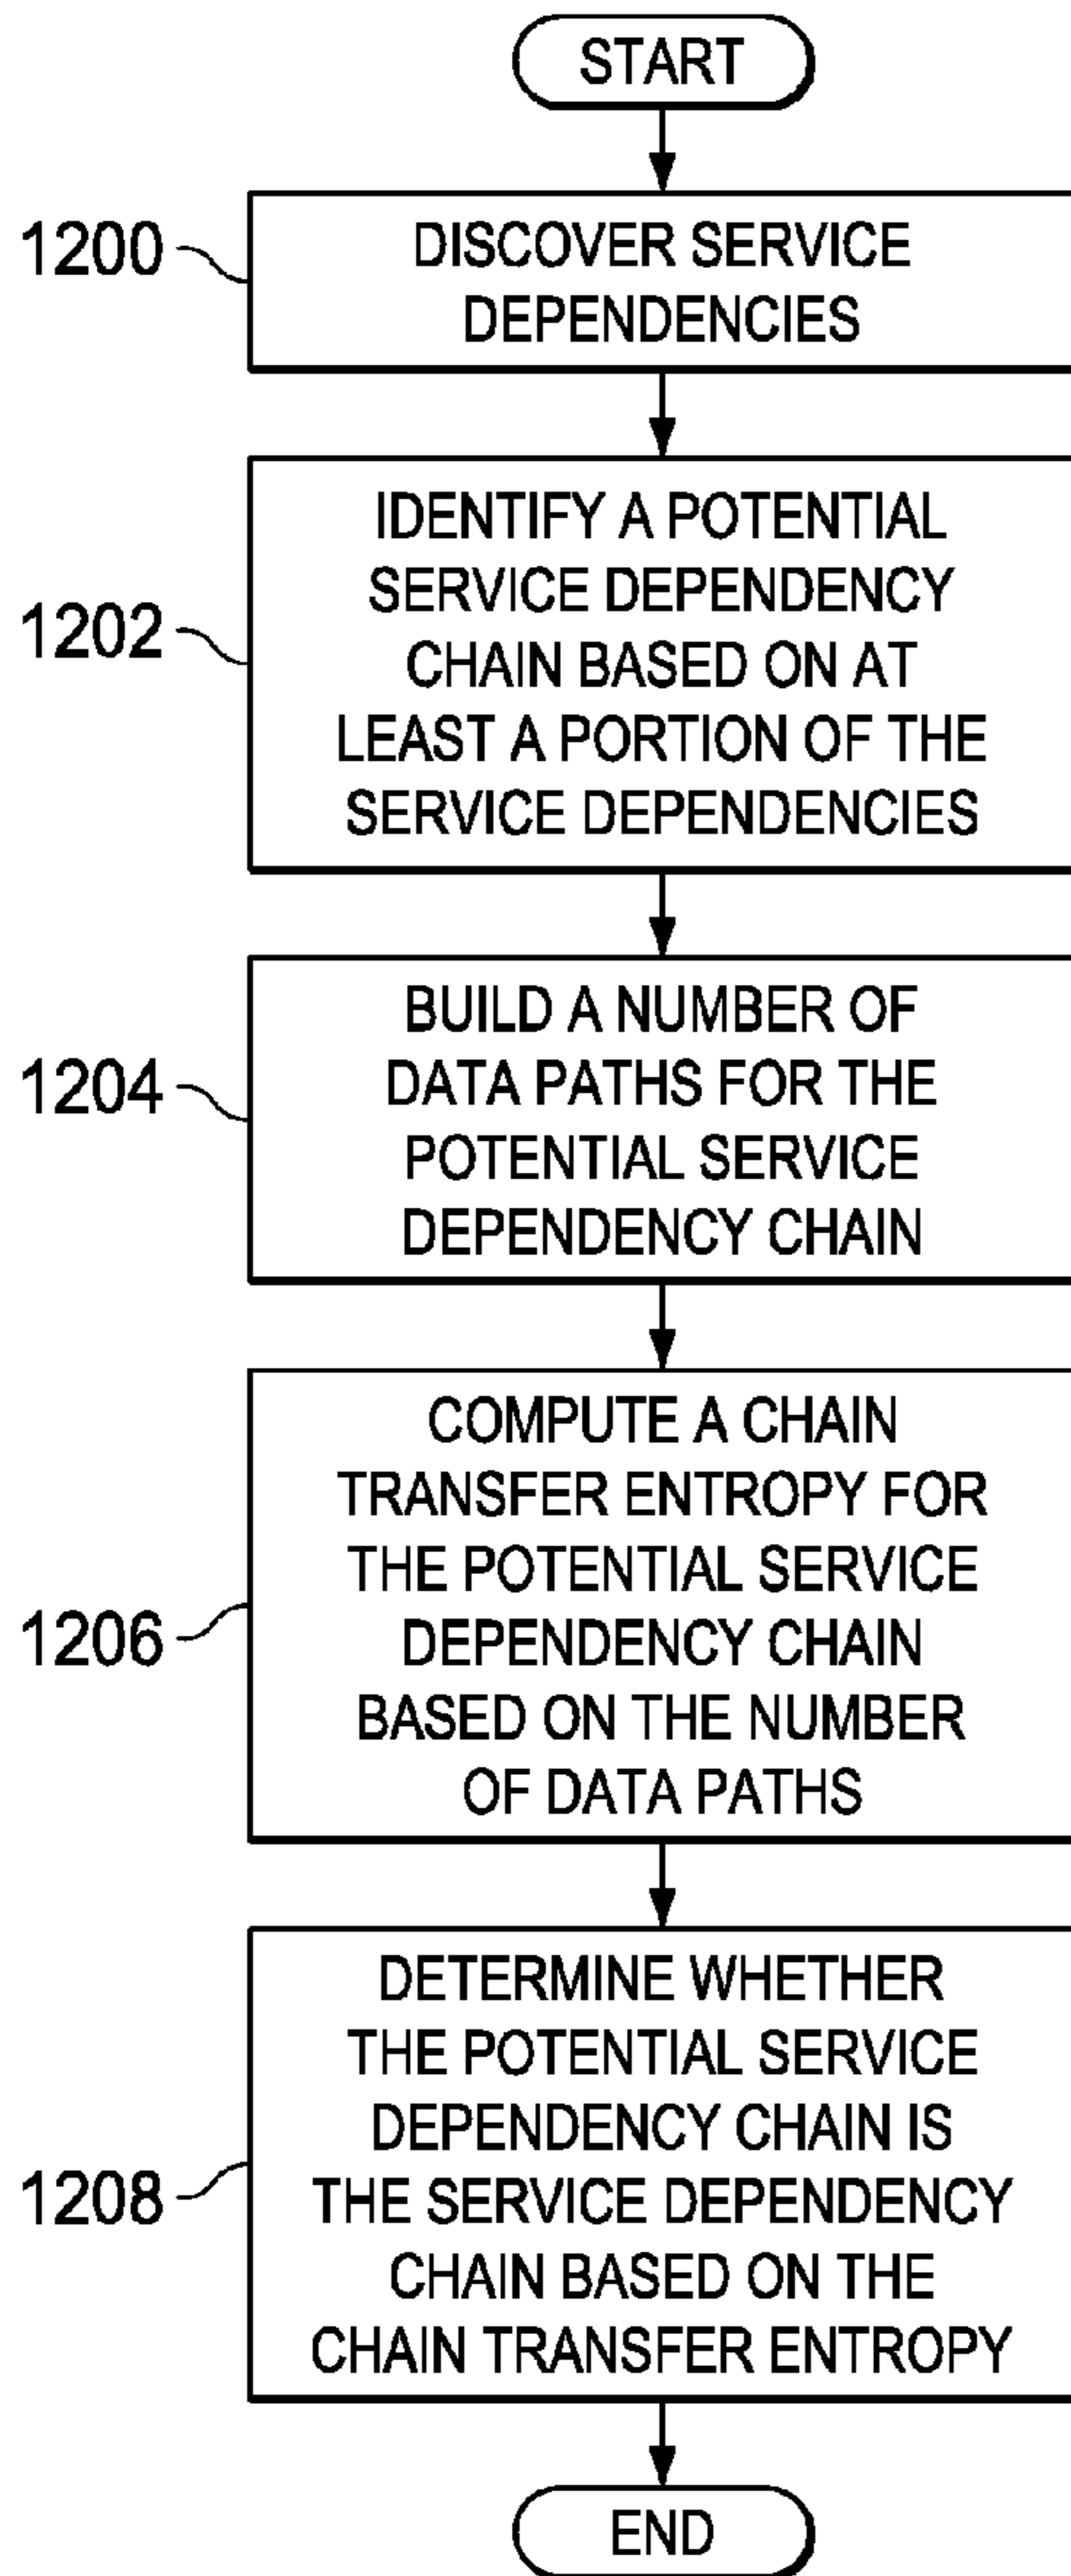 START
1200
DISCOVER SERVICE
DEPENDENCIES
1202
IDENTIFY A POTENTIAL
SERVICE DEPENDENCY
CHAIN BASED ON AT
LEAST A PORTION OF THE
SERVICE DEPENDENCIES
1204
BUILD A NUMBER OF
DATA PATHS FOR THE
POTENTIAL SERVICE
DEPENDENCY CHAIN
1206
COMPUTE A CHAIN
TRANSFER ENTROPY FOR
THE POTENTIAL SERVICE
DEPENDENCY CHAIN
BASED ON THE NUMBER
OF DATA PATHS
1208
DETERMINE WHETHER
THE POTENTIAL SERVICE
DEPENDENCY CHAIN IS
THE SERVICE DEPENDENCY
CHAIN BASED ON THE
CHAIN TRANSFER ENTROPY
END